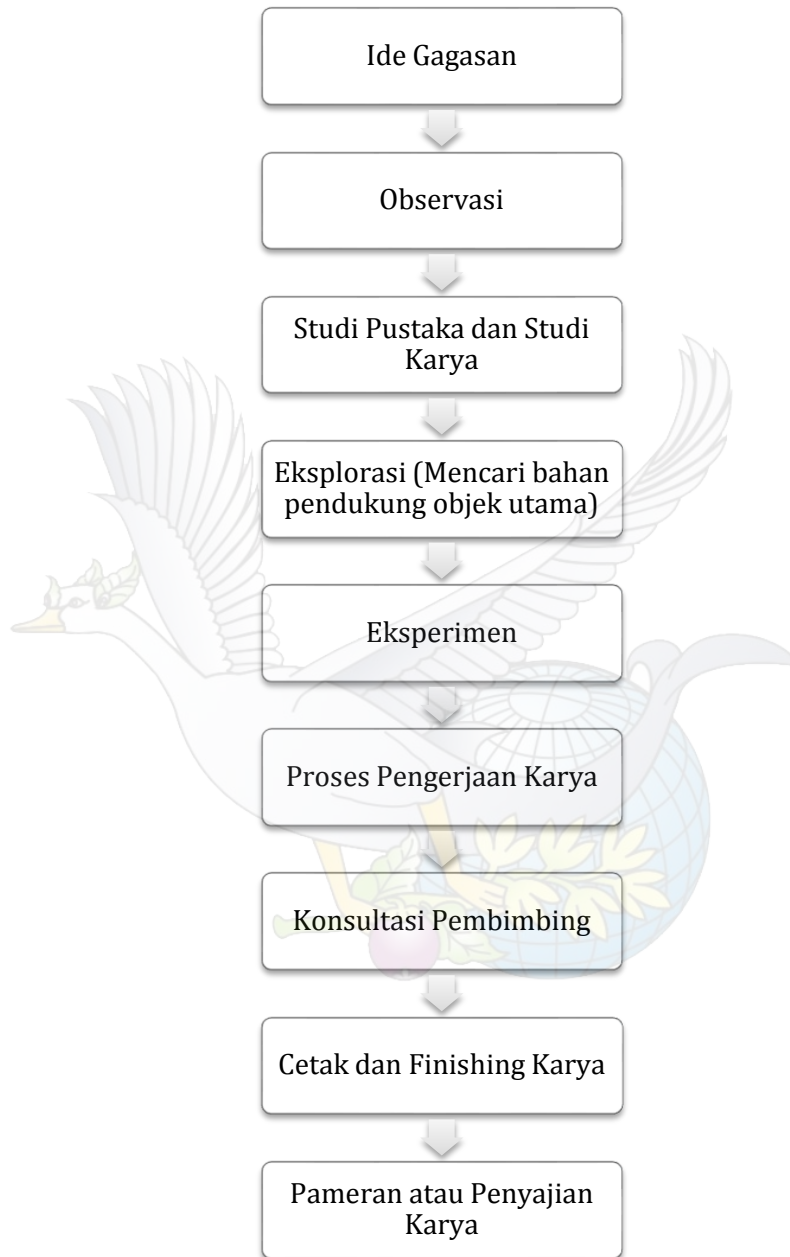 Ide Gagasan
Observasi
Studi Pustaka dan Studi
Karya
Eksplorasi (Mencari bahan
pendukung objek utama)
Eksperimen
Proses Pengerjaan Karya
Konsultasi Pembimbing
Cetak dan Finishing Karya
Pameran atau Penyajian
Karya